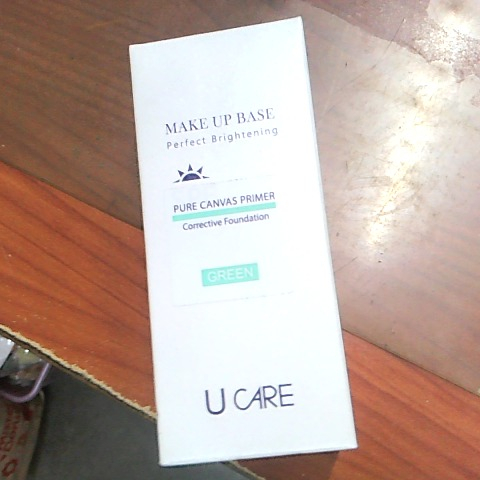 MAKE UP BASE
Perfect Brightening
PURE CANVAS PRIMER
Corrective Foundation
GREEN
U CARE